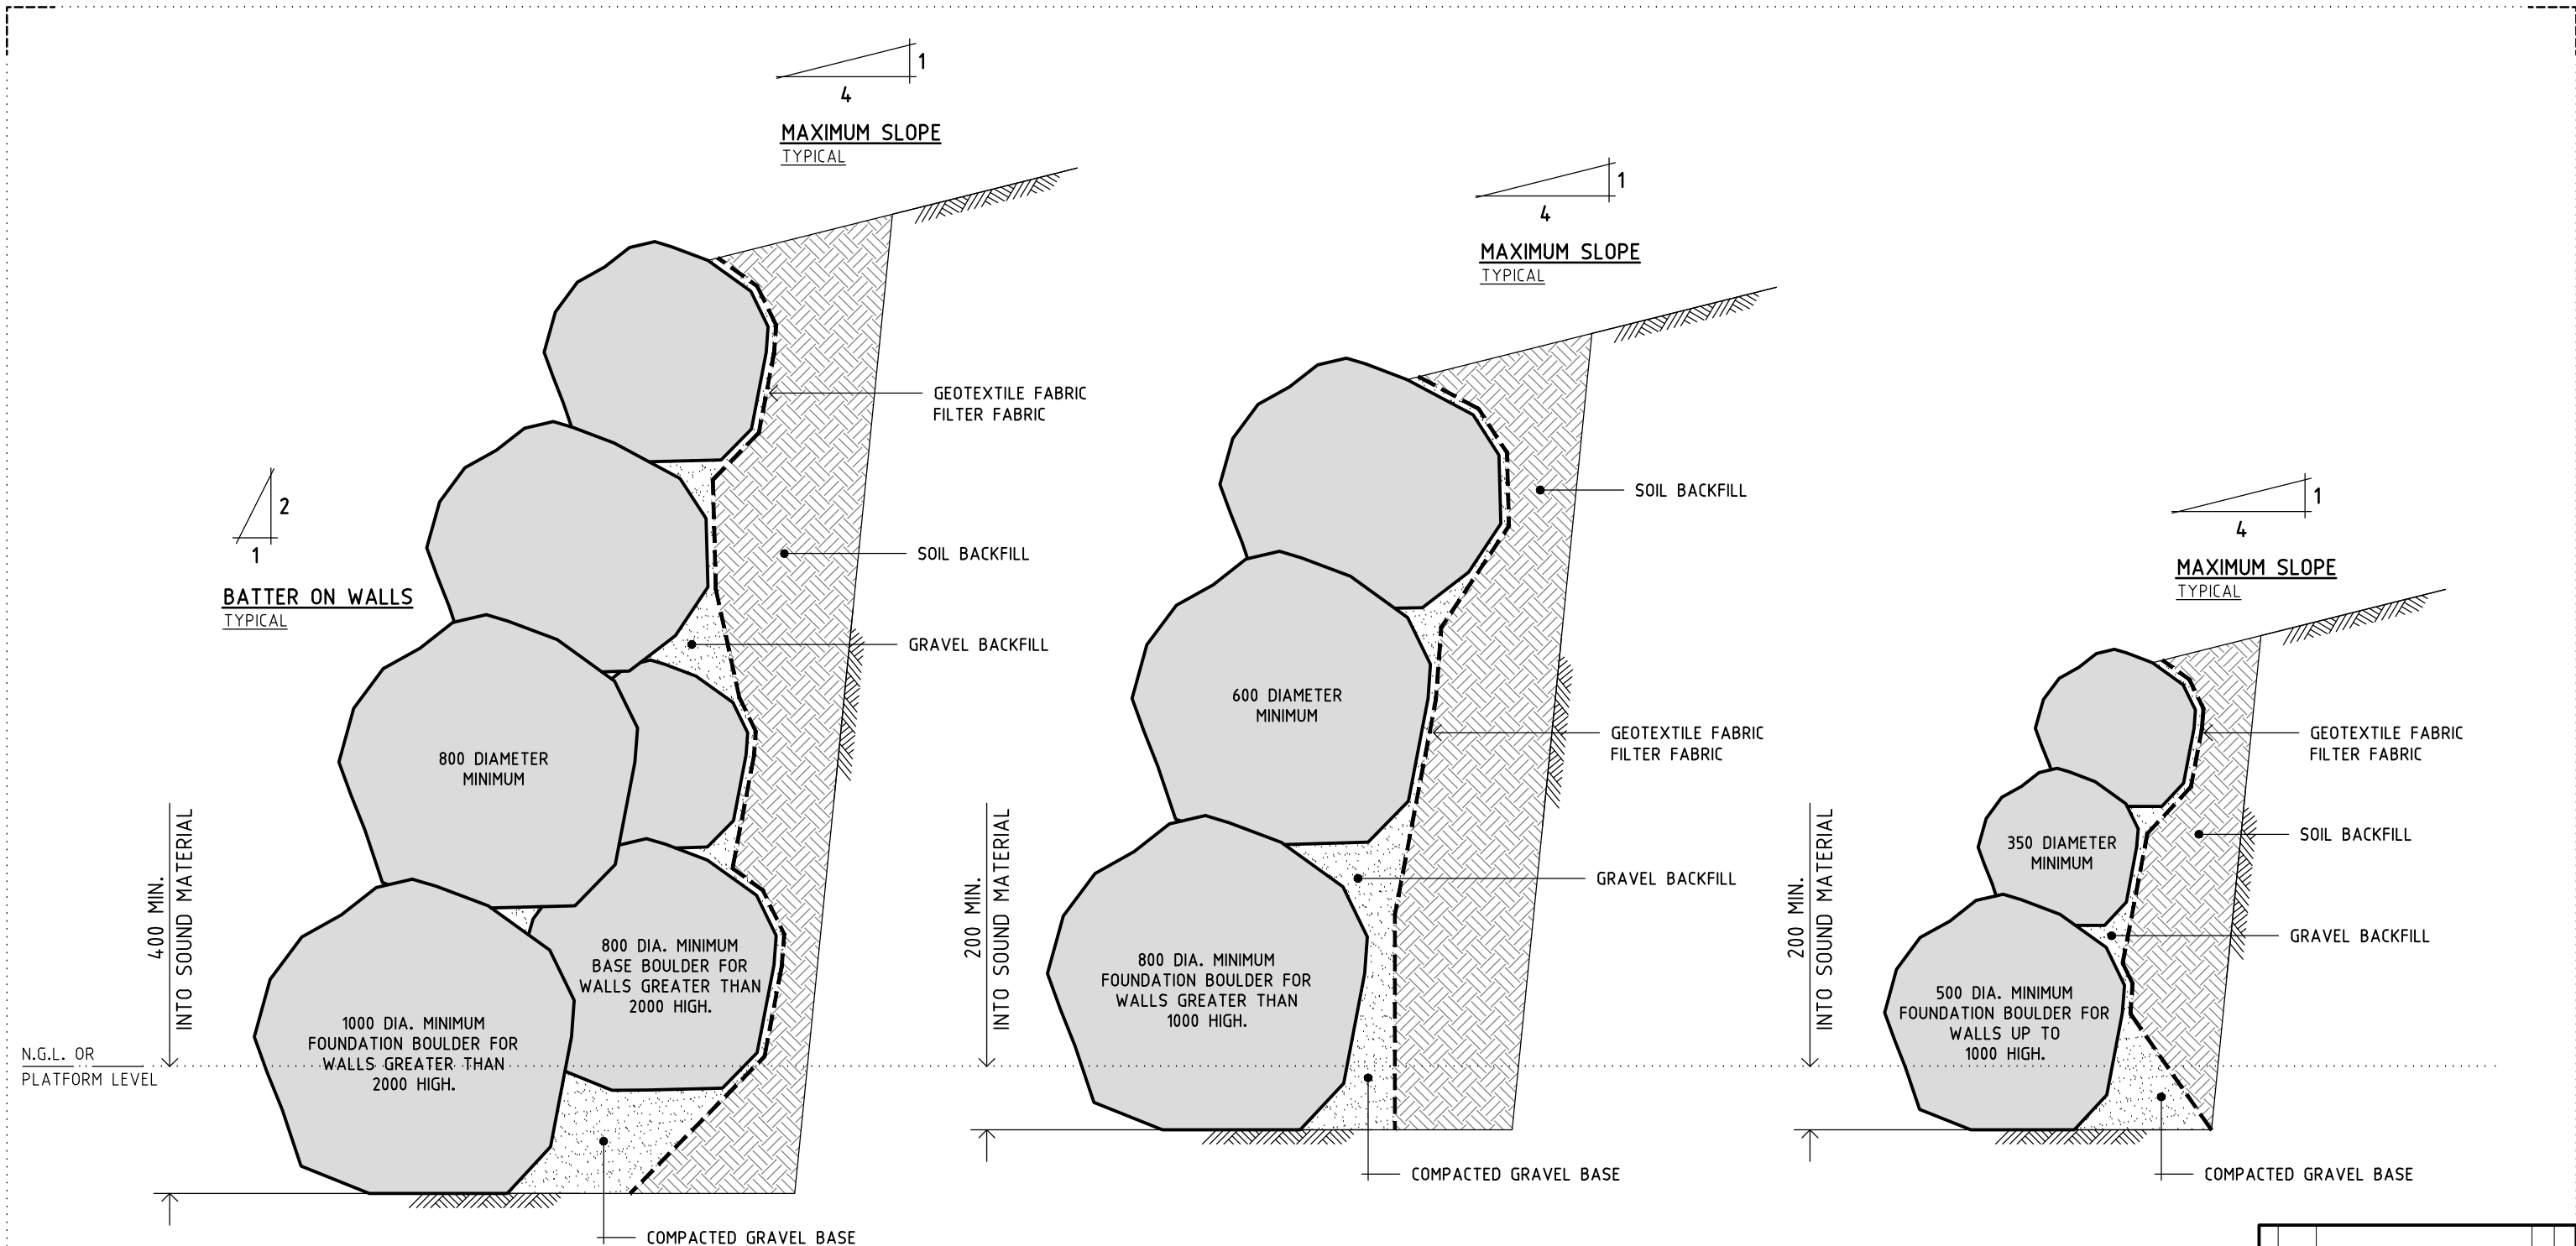 1
4
MAXIMUM SLOPE
TYPICAL
GEOTEXTILE FABRIC
FILTER FABRIC
SOIL BACKFILL
GRAVEL BACKFILL
2
1
BATTER ON WALLS
TYPICAL
800 DIAMETER
MINIMUM
400 MIN.
INTO SOUND MATERIAL
800 DIA. MINIMUM
BASE BOULDER FOR
WALLS GREATER THAN
2000 HIGH.
1000 DIA. MINIMUM
FOUNDATION BOULDER FOR
WALLS GREATER THAN
2000 HIGH.
N.G.L. OR
PLATFORM LEVEL
COMPACTED GRAVEL BASE
1
4
MAXIMUM SLOPE
TYPICAL
SOIL BACKFILL
600 DIAMETER
MINIMUM
GEOTEXTILE FABRIC
FILTER FABRIC
GRAVEL BACKFILL
200 MIN.
INTO SOUND MATERIAL
800 DIA. MINIMUM
FOUNDATION BOULDER FOR
WALLS GREATER THAN
1000 HIGH.
COMPACTED GRAVEL BASE
1
4
MAXIMUM SLOPE
TYPICAL
GEOTEXTILE FABRIC
FILTER FABRIC
SOIL BACKFILL
350 DIAMETER
MINIMUM
GRAVEL BACKFILL
200 MIN.
INTO SOUND MATERIAL
500 DIA. MINIMUM
FOUNDATION BOULDER FOR
WALLS UP TO
1000 HIGH.
COMPACTED GRAVEL BASE